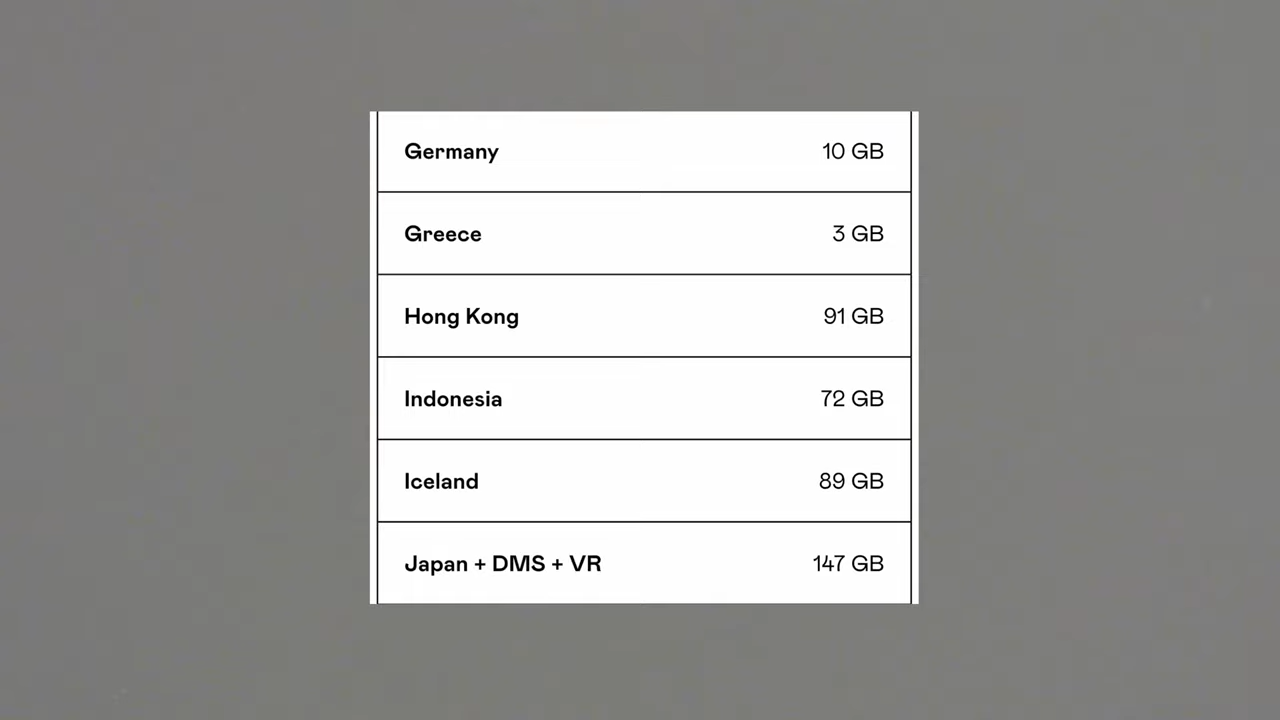 Germany 10 GB
Greece 3 GB
Hong Kong 91 GB
Indonesia 72 GB
Iceland 89 GB
Japan + DMS + VR 147 GB